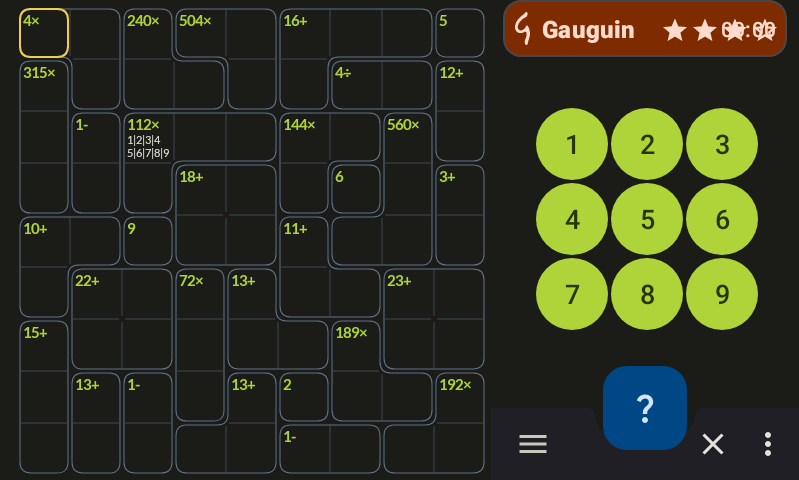 4× 240× 504× 16+ 5
315× 4÷ 12+
1- 112× 144× 560×
1|2|3|4
5|6|7|8|9
18+ 6 3+
10+ 9 11+
22+ 72× 13+ 23+
15+ 189×
13+ 1- 13+ 2 192×
1-
Gauguin 00:00
1 2 3
4 5 6
7 8 9
?